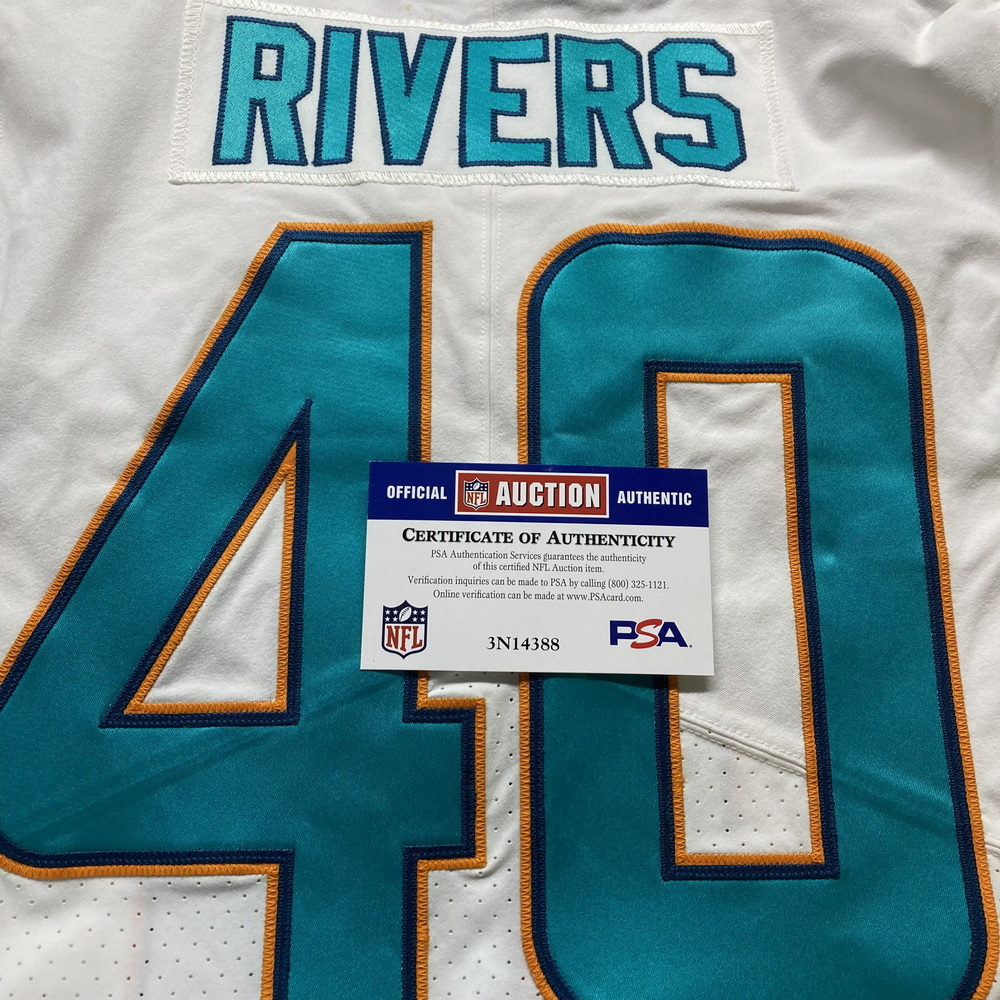 RIVERS
40
OFFICIAL NFL AUCTION AUTHENTIC
CERTIFICATE OF AUTHENTICITY
PSA Authentication Services guarantees the authenticity
of this certified NFL Auction item.
Verification inquiries can be made to PSA by calling (800) 325-1121.
Online verification can be made at www.PSAcard.com.
NFL
3N14388
PSA